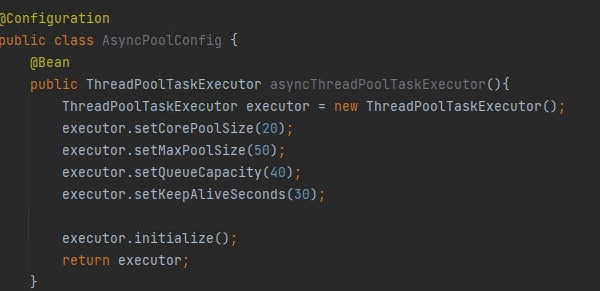 @Configuration
public class AsyncPoolConfig {
@Bean
public ThreadPoolTaskExecutor asyncThreadPoolTaskExecutor(){
ThreadPoolTaskExecutor executor = new ThreadPoolTaskExecutor();
executor.setCorePoolSize(20);
executor.setMaxPoolSize(50);
executor.setQueueCapacity(40);
executor.setKeepAliveSeconds(30);
executor.initialize();
return executor;
}